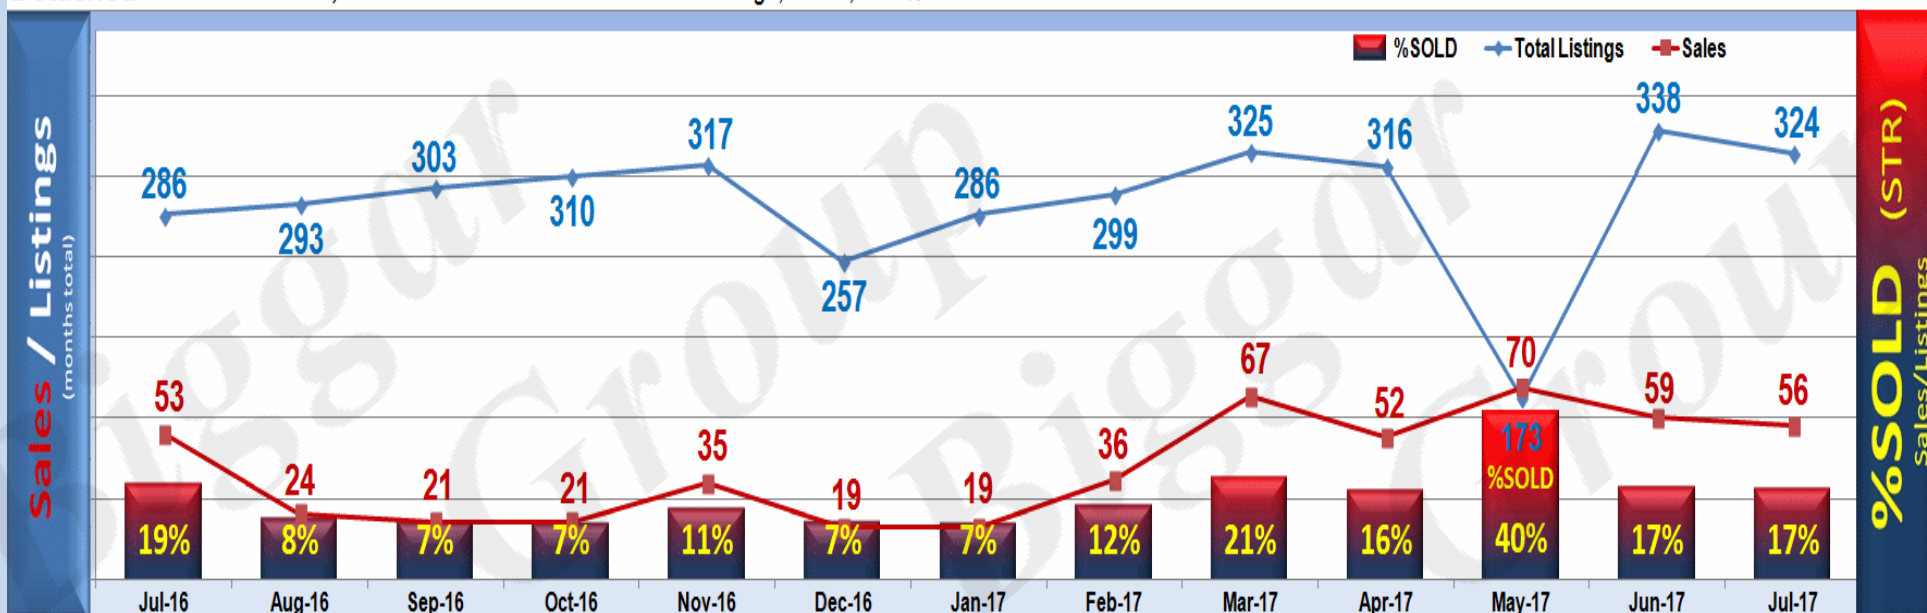 %SOLD Total Listings Sales
Sales / Listings
(months total)
286 293 303 310 317 257 286 299 325 316 173 338 324
53 24 21 21 35 19 19 36 67 52 70 59 56
%SOLD
19% 8% 7% 7% 11% 7% 7% 12% 21% 16% 40% 17% 17%
Jul-16 Aug-16 Sep-16 Oct-16 Nov-16 Dec-16 Jan-17 Feb-17 Mar-17 Apr-17 May-17 Jun-17 Jul-17
%SOLD (STR)
Sales/Listings
Biggar Group Biggar Group